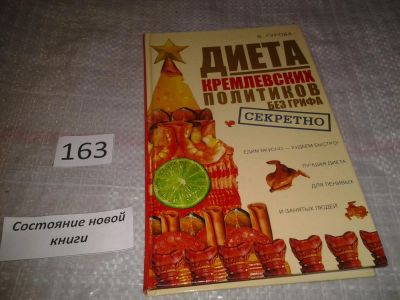 В. ГУРОВА
ДИЕТА
КРЕМЛЕВСКИХ
ПОЛИТИКОВ
БЕЗ ГРИФА
СЕКРЕТНО
ЕДИМ ВКУСНО — ХУДЕЕМ БЫСТРО!
ЛУЧШАЯ ДИЕТА
ДЛЯ ЛЕНИВЫХ
И ЗАНЯТЫХ ЛЮДЕЙ
163
Состояние новой
книги